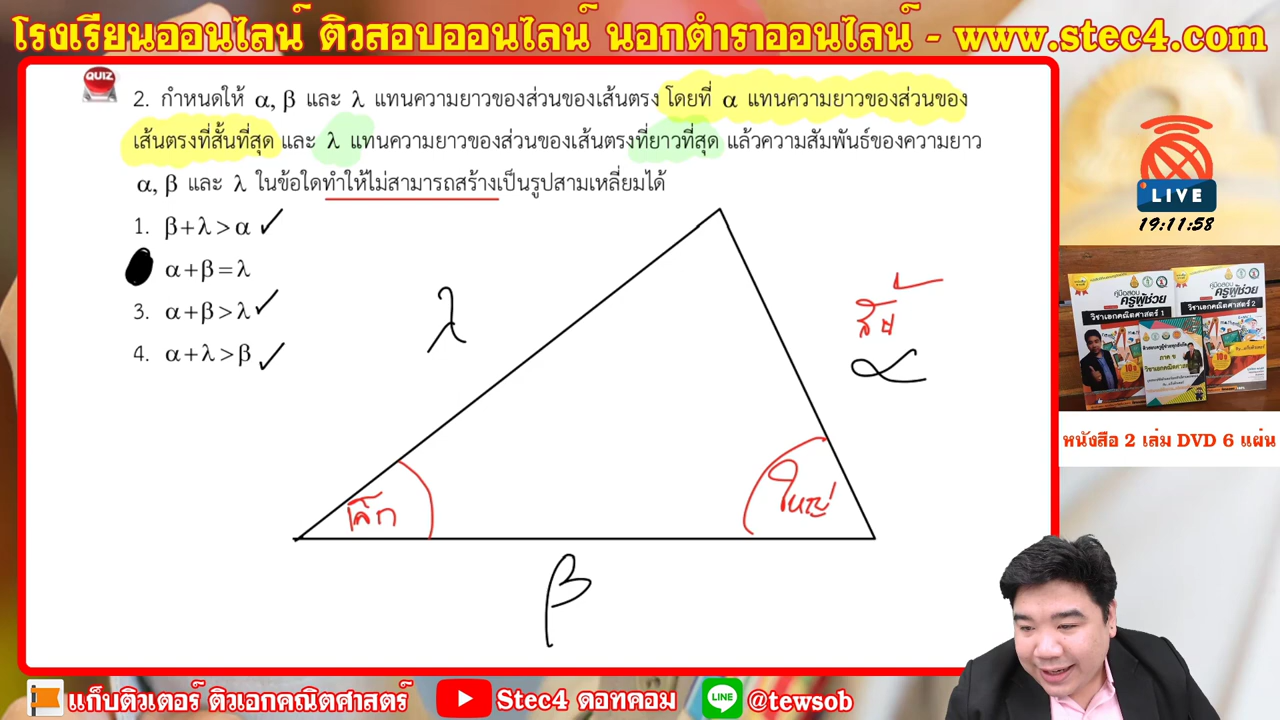 โรงเรียนออนไลน์ ติวสอบออนไลน์ นอกตำราออนไลน์ - www.stec4.com
QUIZ
2. กำหนดให้ α, β และ λ แทนความยาวของส่วนของเส้นตรง โดยที่ α แทนความยาวของส่วนของ
เส้นตรงที่สั้นที่สุด และ λ แทนความยาวของส่วนของเส้นตรงที่ยาวที่สุด แล้วความสัมพันธ์ของความยาว
α, β และ λ ในข้อใดทำให้ไม่สามารถสร้างเป็นรูปสามเหลี่ยมได้
1. β+λ>α
α+β=λ
3. α+β>λ
4. α+λ>β
λ
สั้น
α
เล็ก
ใหญ่
β
LIVE
19:11:58
คู่มือสอบ
ครูผู้ช่วย
วิชาเอกคณิตศาสตร์ 1
คู่มือสอบ
ครูผู้ช่วย
วิชาเอกคณิตศาสตร์ 2
ภาค ข
หนังสือ 2 เล่ม DVD 6 แผ่น
แก็บติวเตอร์ ติวเอกคณิตศาสตร์
Stec4 ดอทคอม
LINE
@tewsob